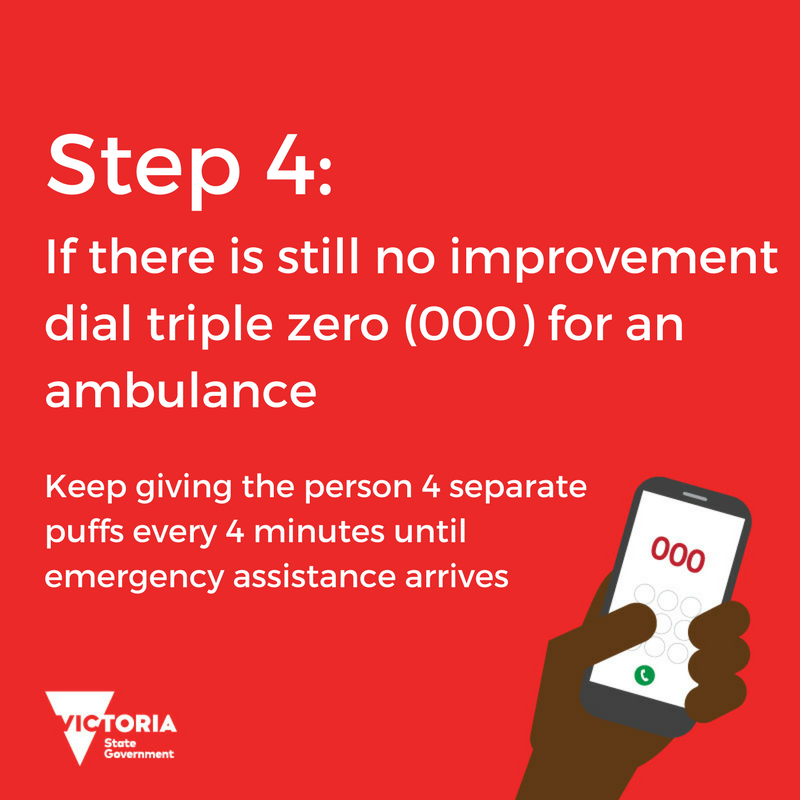 Step 4:
If there is still no improvement
dial triple zero (000) for an
ambulance
Keep giving the person 4 separate
puffs every 4 minutes until
emergency assistance arrives
000
VICTORIA
State
Government